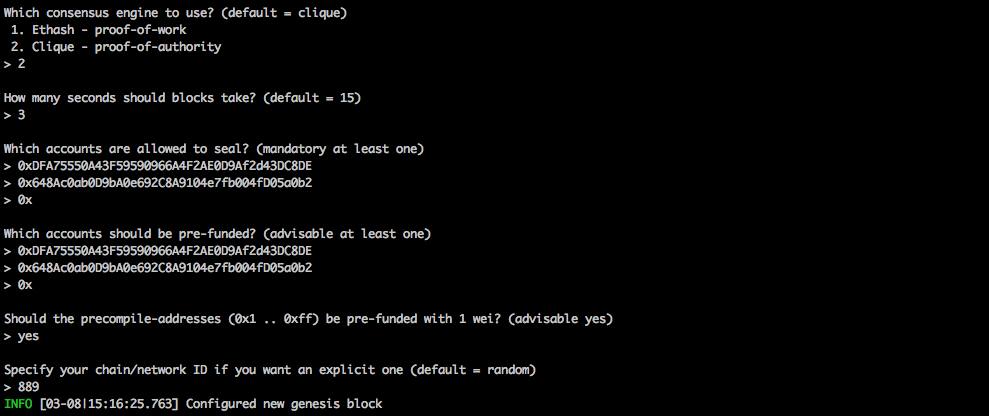 Which consensus engine to use? (default = clique)
1. Ethash - proof-of-work
2. Clique - proof-of-authority
> 2
How many seconds should blocks take? (default = 15)
> 3
Which accounts are allowed to seal? (mandatory at least one)
> 0xDFA75550A43F59590966A4F2AE0D9Af2d43DC8DE
> 0x648Ac0ab0D9bA0e692C8A9104e7fb004fD05a0b2
> 0x
Which accounts should be pre-funded? (advisable at least one)
> 0xDFA75550A43F59590966A4F2AE0D9Af2d43DC8DE
> 0x648Ac0ab0D9bA0e692C8A9104e7fb004fD05a0b2
> 0x
Should the precompile-addresses (0x1 .. 0xff) be pre-funded with 1 wei? (advisable yes)
> yes
Specify your chain/network ID if you want an explicit one (default = random)
> 889
INFO [03-08|15:16:25.763] Configured new genesis block